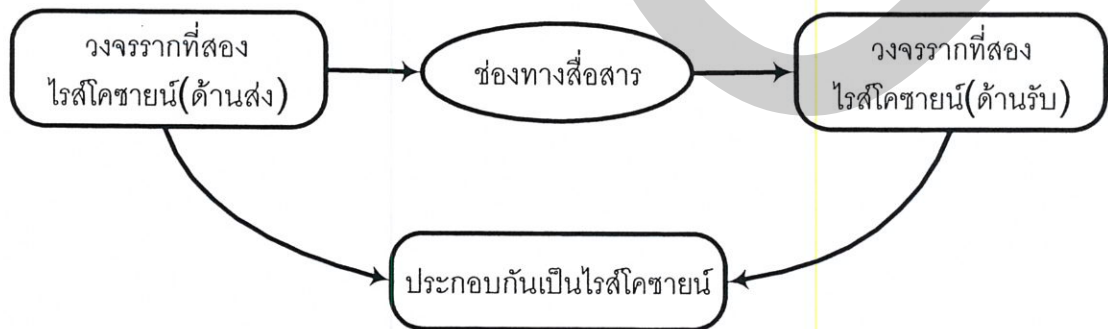 วงจรรากที่สอง
ไรส์โคซายน์(ด้านส่ง)
ช่องทางสื่อสาร
วงจรรากที่สอง
ไรส์โคซายน์(ด้านรับ)
ประกอบกันเป็นไรส์โคซายน์